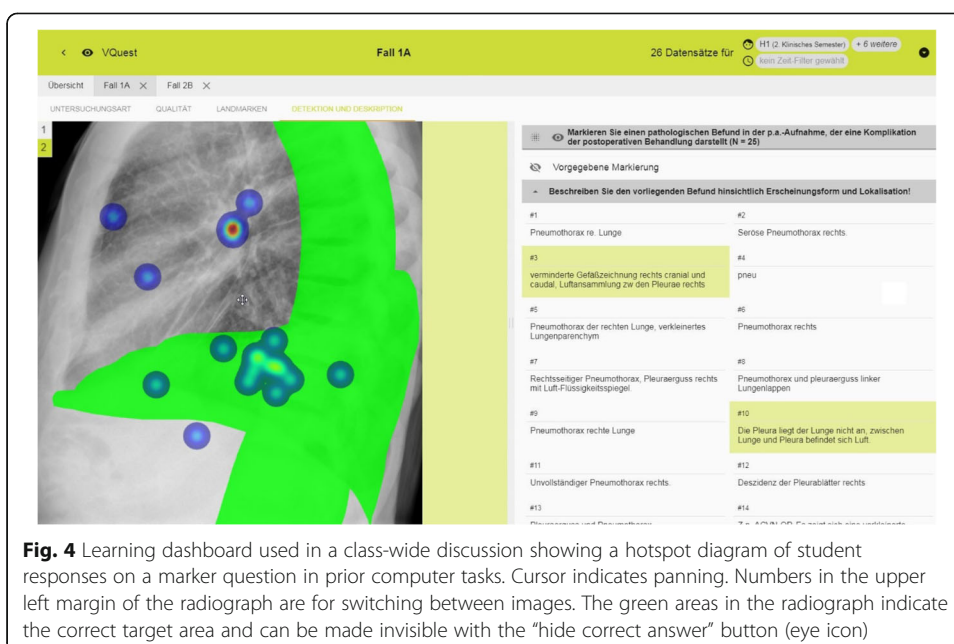 VQuest
Fall 1A
26 Datensätze für
H1 (2. Klinisches Semester)
+ 6 weitere
kein Zeit-Filter gewählt
Übersicht
Fall 1A
Fall 2B
UNTERSUCHUNGSART
QUALITÄT
LANDMARKEN
DETEKTION UND DESKRIPTION
1
2
Markieren Sie einen pathologischen Befund in der p.a.-Aufnahme, der eine Komplikation
der postoperativen Behandlung darstellt (N = 25)
Vorgegebene Markierung
Beschreiben Sie den vorliegenden Befund hinsichtlich Erscheinungsform und Lokalisation!
#1
Pneumothorax re. Lunge
#2
Seröse Pneumothorax rechts.
#3
verminderte Gefäßzeichnung rechts cranial und
caudal, Luftansammlung zw den Pleurae rechts
#4
pneu
#5
Pneumothorax der rechten Lunge, verkleinertes
Lungenparenchym
#6
Pneumothorax rechts
#7
Rechtsseitiger Pneumothorax, Pleuraerguss rechts
mit Luft-Flüssigkeitsspiegel.
#8
Pneumothorex und pleuraerguss linker
Lungenlappen
#9
Pneumothorax rechte Lunge
#10
Die Pleura liegt der Lunge nicht an, zwischen
Lunge und Pleura befindet sich Luft.
#11
Unvollständiger Pneumothorax rechts.
#12
Deszidenz der Pleurablätter rechts
#13
Pleuraerguss und Pneumothorax
#14
Fig. 4 Learning dashboard used in a class-wide discussion showing a hotspot diagram of student
responses on a marker question in prior computer tasks. Cursor indicates panning. Numbers in the upper
left margin of the radiograph are for switching between images. The green areas in the radiograph indicate
the correct target area and can be made invisible with the “hide correct answer” button (eye icon)